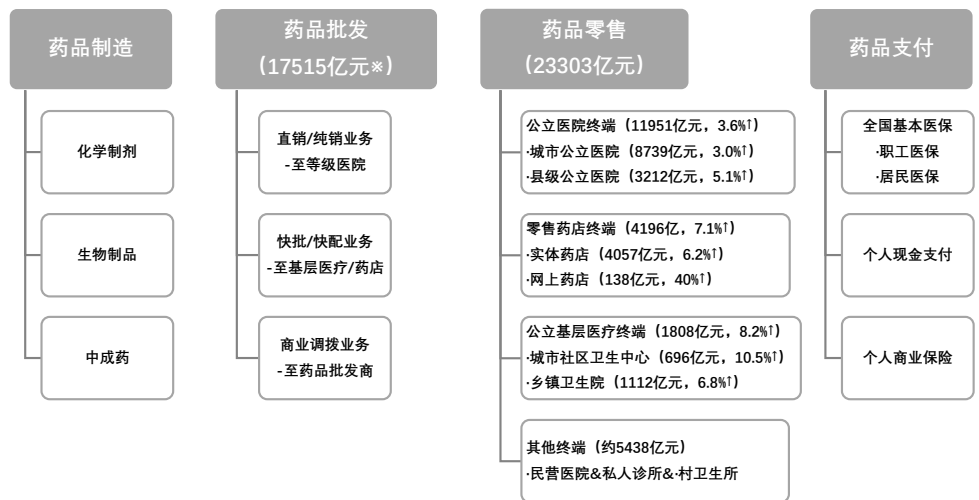 药品制造
化学制剂
生物制品
中成药
药品批发
（17515亿元※）
直销/纯销业务
-至等级医院
快批/快配业务
-至基层医疗/药店
商业调拨业务
-至药品批发商
药品零售
（23303亿元）
公立医院终端（11951亿元，3.6%↑）
·城市公立医院（8739亿元，3.0%↑）
·县级公立医院（3212亿元，5.1%↑）
零售药店终端（4196亿，7.1%↑）
·实体药店（4057亿元，6.2%↑）
·网上药店（138亿元，40%↑）
公立基层医疗终端（1808亿元，8.2%↑）
·城市社区卫生中心（696亿元，10.5%↑）
·乡镇卫生院（1112亿元，6.8%↑）
其他终端（约5438亿元）
·民营医院&私人诊所&·村卫生所
药品支付
全国基本医保
·职工医保
·居民医保
个人现金支付
个人商业保险